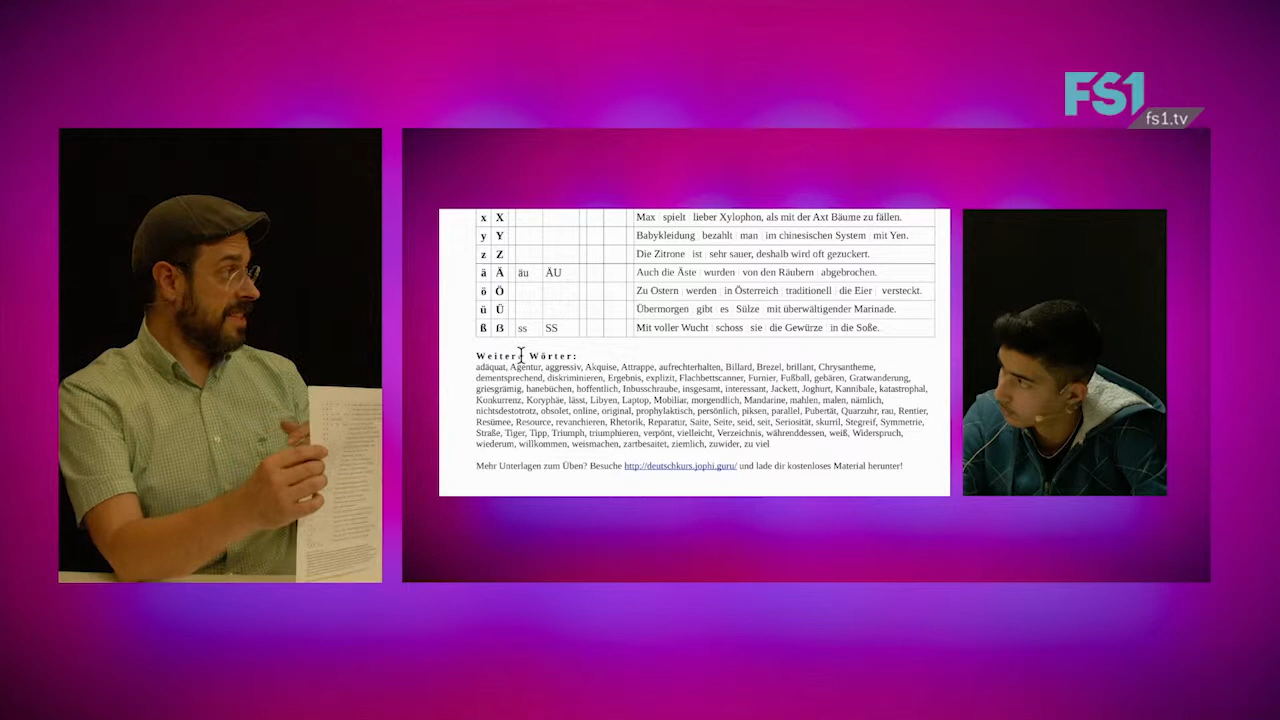 FS1
fs1.tv
x X Max spielt lieber Xylophon, als mit der Axt Bäume zu fällen.
y Y Babykleidung bezahlt man im chinesischen System mit Yen.
z Z Die Zitrone ist sehr sauer, deshalb wird oft gezuckert.
ä Ä äu ÄU Auch die Äste wurden von den Räubern abgebrochen.
ö Ö Zu Ostern werden in Österreich traditionell die Eier versteckt.
ü Ü Übermorgen gibt es Sülze mit überwältigender Marinade.
ß ẞ ss SS Mit voller Wucht schoss sie die Gewürze in die Soße.
Weitere Wörter:
adäquat, Agentur, aggressiv, Akquise, Attrappe, aufrechterhalten, Billard, Brezel, brillant, Chrysantheme,
dementsprechend, diskriminieren, Ergebnis, explizit, Flachbettscanner, Furnier, Fußball, gebären, Gratwanderung,
griesgrämig, hanebüchen, hoffentlich, Inbusschraube, insgesamt, interessant, Jackett, Joghurt, Kannibale, katastrophal,
Konkurrenz, Koryphäe, lässt, Libyen, Laptop, Mobiliar, morgendlich, Mandarine, mahlen, malen, nämlich,
nichtsdestotrotz, obsolet, online, original, prophylaktisch, persönlich, piksen, parallel, Pubertät, Quarzuhr, rau, Rentier,
Resümee, Resource, revanchieren, Rhetorik, Reparatur, Saite, Seite, seid, seit, Seriosität, skurril, Stegreif, Symmetrie,
Straße, Tiger, Tipp, Triumph, triumphieren, verpönt, vielleicht, Verzeichnis, währenddessen, weiß, Widerspruch,
wiederum, willkommen, weismachen, zartbesaitet, ziemlich, zuwider, zu viel
Mehr Unterlagen zum Üben? Besuche http://deutschkurs.jophi.guru/ und lade dir kostenloses Material herunter!